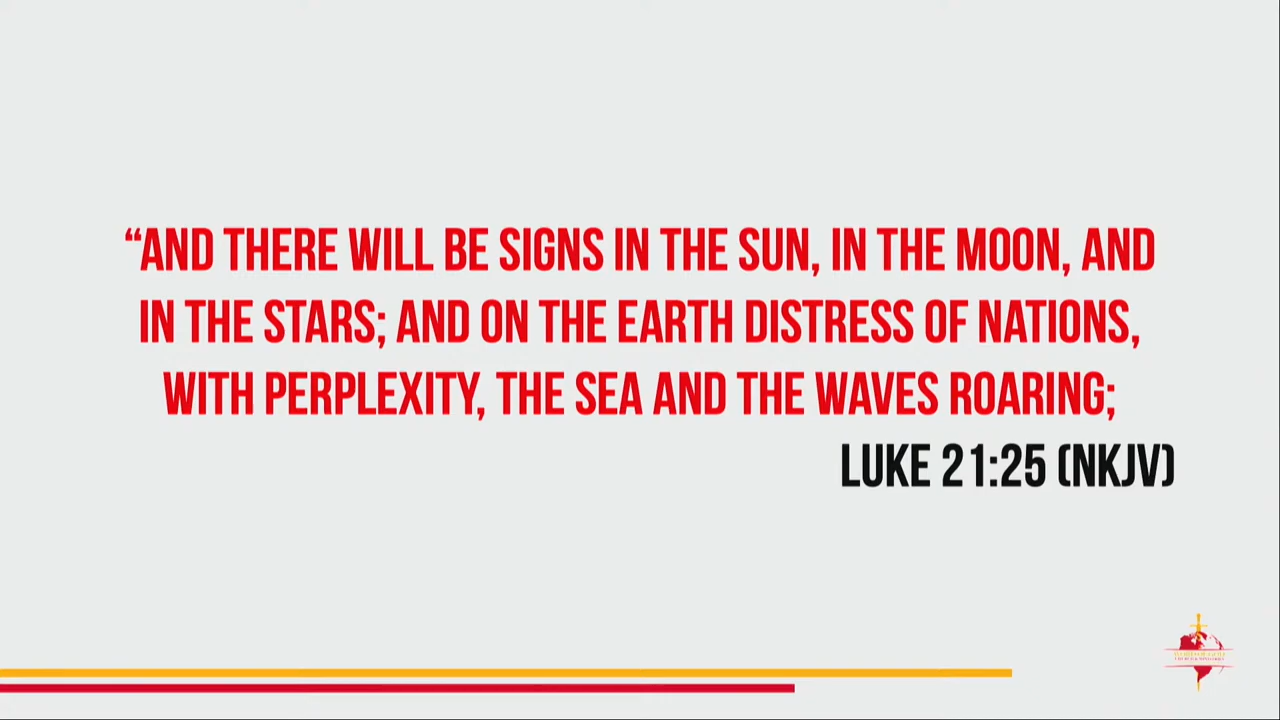 “AND THERE WILL BE SIGNS IN THE SUN, IN THE MOON, AND
IN THE STARS; AND ON THE EARTH DISTRESS OF NATIONS,
WITH PERPLEXITY, THE SEA AND THE WAVES ROARING;
LUKE 21:25 (NKJV)